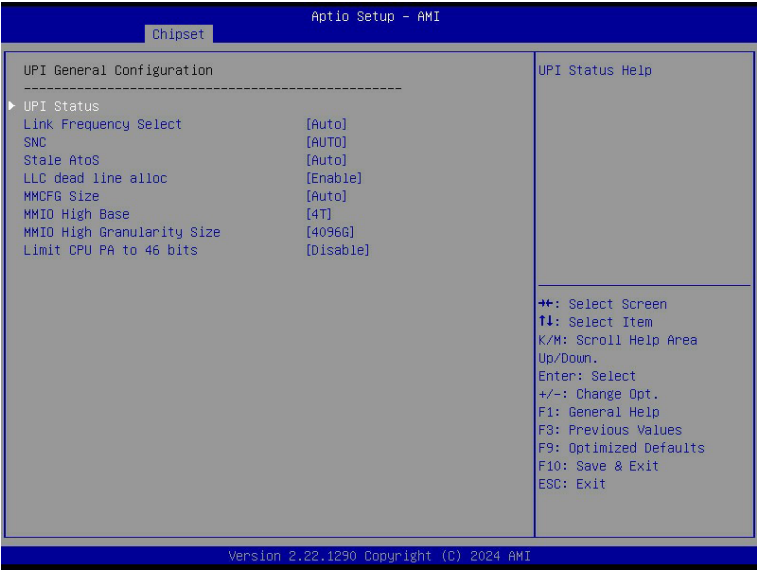 Aptio Setup – AMI
Chipset
UPI General Configuration
--------------------------------------------------
▶ UPI Status
Link Frequency Select [Auto]
SNC [AUTO]
Stale AtoS [Auto]
LLC dead line alloc [Enable]
MMCFG Size [Auto]
MMIO High Base [4T]
MMIO High Granularity Size [4096G]
Limit CPU PA to 46 bits [Disable]
UPI Status Help
→←: Select Screen
↑↓: Select Item
K/M: Scroll Help Area
Up/Down.
Enter: Select
+/-: Change Opt.
F1: General Help
F3: Previous Values
F9: Optimized Defaults
F10: Save & Exit
ESC: Exit
Version 2.22.1290 Copyright (C) 2024 AMI